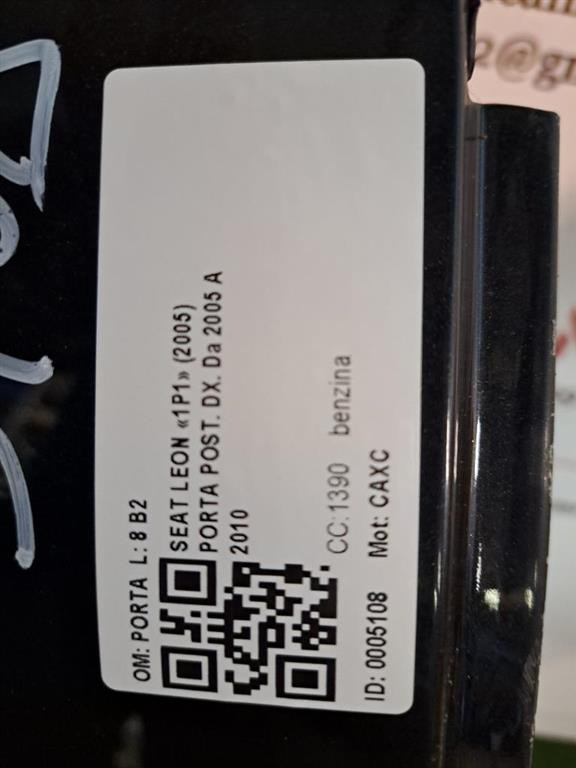 OM: PORTA L: 8 B2
SEAT LEON «1P1» (2005)
PORTA POST. DX. Da 2005 A
2010
CC:1390 benzina
ID: 0005108 Mot: CAXC